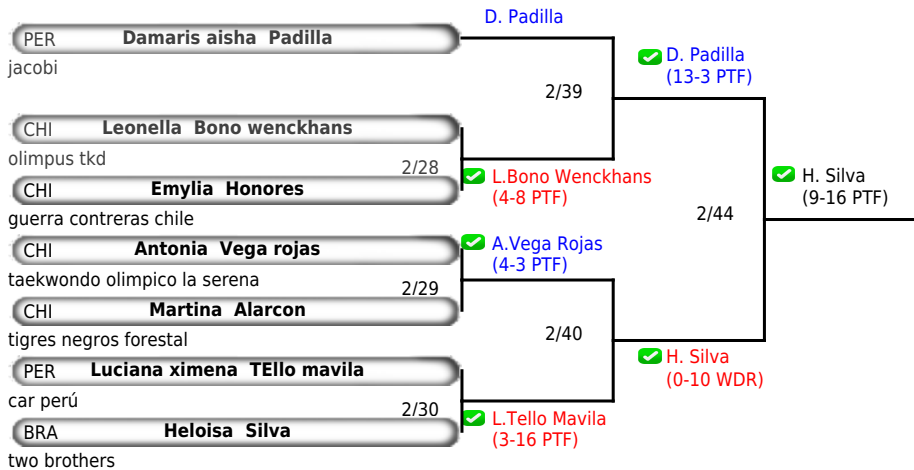 D. Padilla
PER Damaris aisha Padilla
jacobi
D. Padilla
(13-3 PTF)
2/39
CHI Leonella Bono wenckhans
olimpus tkd
2/28
L.Bono Wenckhans
(4-8 PTF)
H. Silva
(9-16 PTF)
CHI Emylia Honores
guerra contreras chile
2/44
CHI Antonia Vega rojas
taekwondo olimpico la serena
A.Vega Rojas
(4-3 PTF)
2/29
CHI Martina Alarcon
tigres negros forestal
2/40
PER Luciana ximena TEllo mavila
car perú
H. Silva
(0-10 WDR)
2/30
BRA Heloisa Silva
two brothers
L.Tello Mavila
(3-16 PTF)